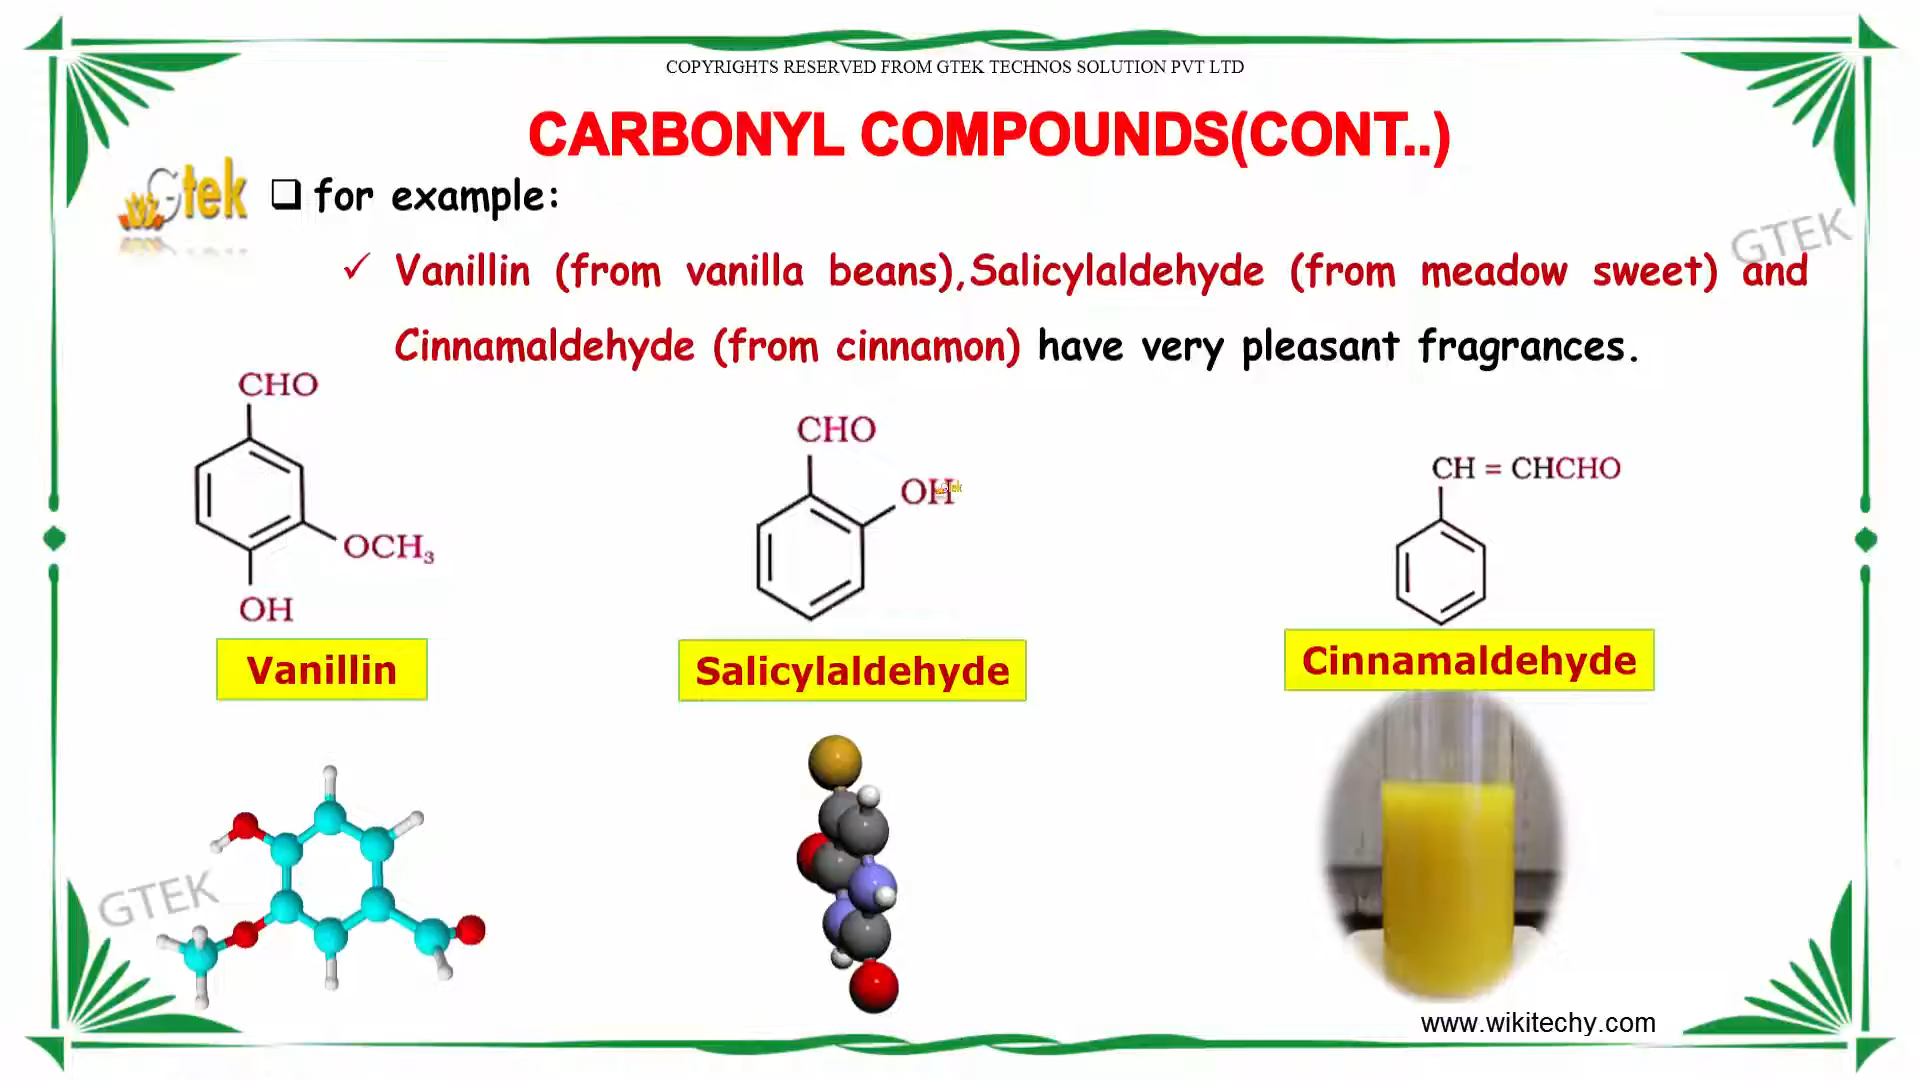 COPYRIGHTS RESERVED FROM GTEK TECHNOS SOLUTION PVT LTD
CARBONYL COMPOUNDS(CONT..)
Gtek
for example:
GTEK
Vanillin (from vanilla beans),Salicylaldehyde (from meadow sweet) and
Cinnamaldehyde (from cinnamon) have very pleasant fragrances.
CHO
OCH₃
OH
CHO
OH
Gtek
CH = CHCHO
Vanillin
Salicylaldehyde
Cinnamaldehyde
GTEK
www.wikitechy.com